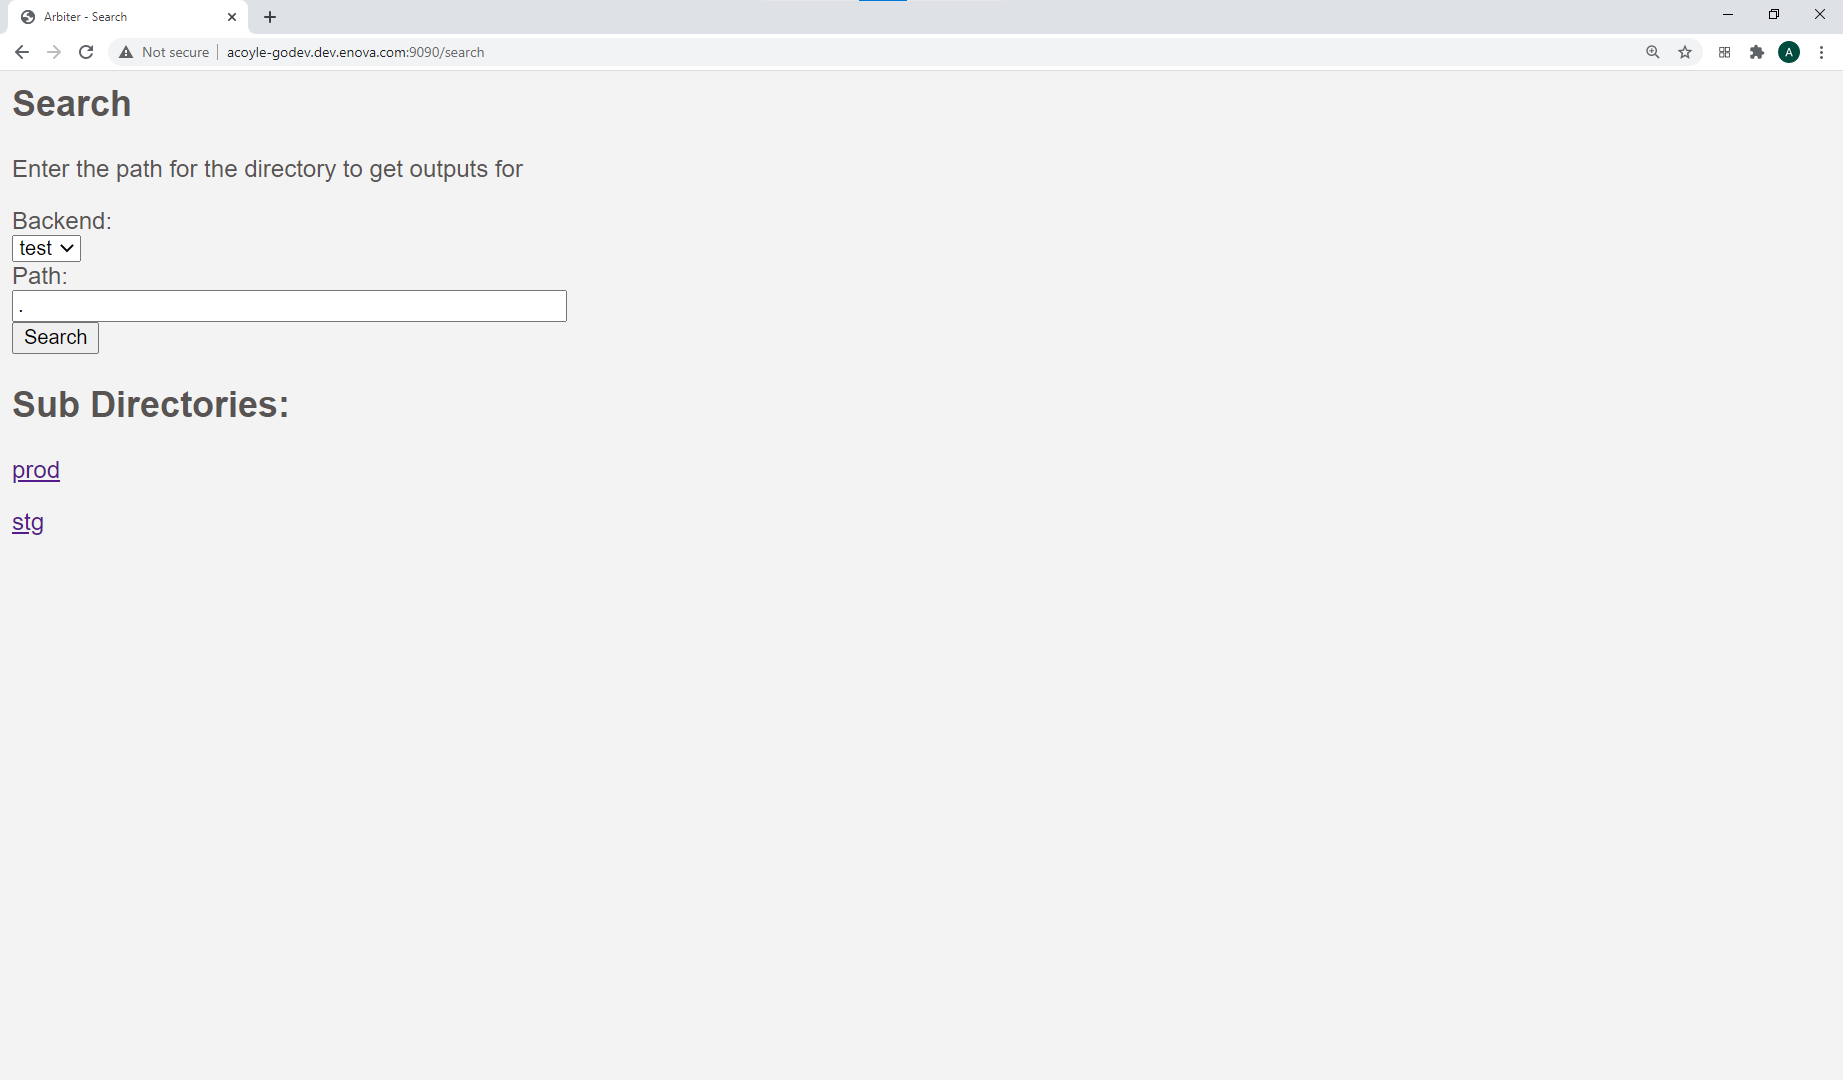 Arbiter - Search
Not secure
acoyle-godev.dev.enova.com:9090/search
A
Search
Enter the path for the directory to get outputs for
Backend:
test
Path:
.
Search
Sub Directories:
prod
stg